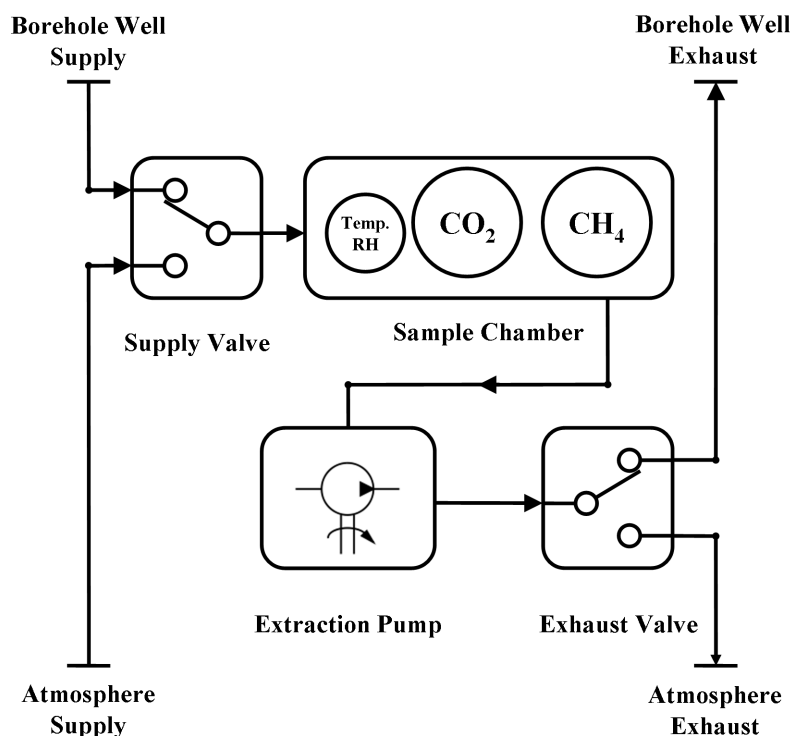 Borehole Well
Supply
Borehole Well
Exhaust
Temp.
RH
CO2
CH4
Supply Valve
Sample Chamber
Extraction Pump
Exhaust Valve
Atmosphere
Supply
Atmosphere
Exhaust